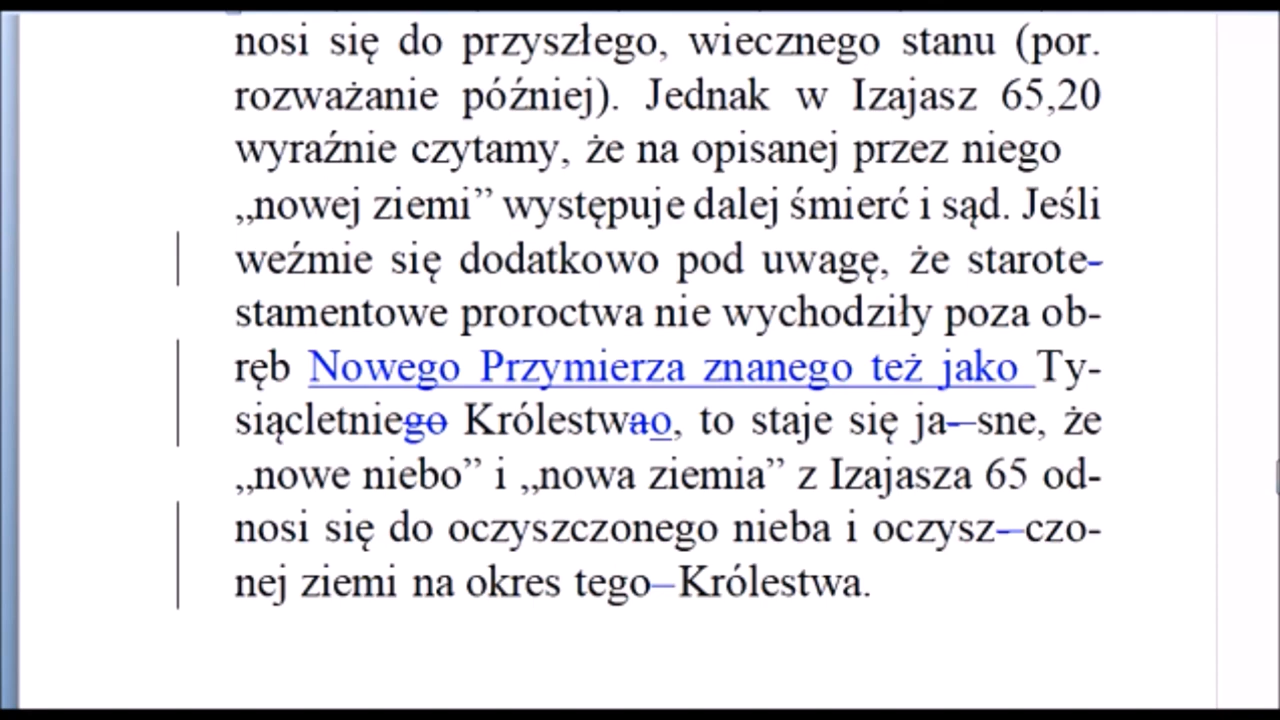 nosi się do przyszłego, wiecznego stanu (por.
rozważanie później). Jednak w Izajasz 65,20
wyraźnie czytamy, że na opisanej przez niego
„nowej ziemi” występuje dalej śmierć i sąd. Jeśli
weźmie się dodatkowo pod uwagę, że starote-
stamentowe proroctwa nie wychodziły poza ob-
ręb Nowego Przymierza znanego też jako Ty-
siącletniego Królestwao, to staje się ja-sne, że
„nowe niebo” i „nowa ziemia” z Izajasza 65 od-
nosi się do oczyszczonego nieba i oczysz-czo-
nej ziemi na okres tego Królestwa.